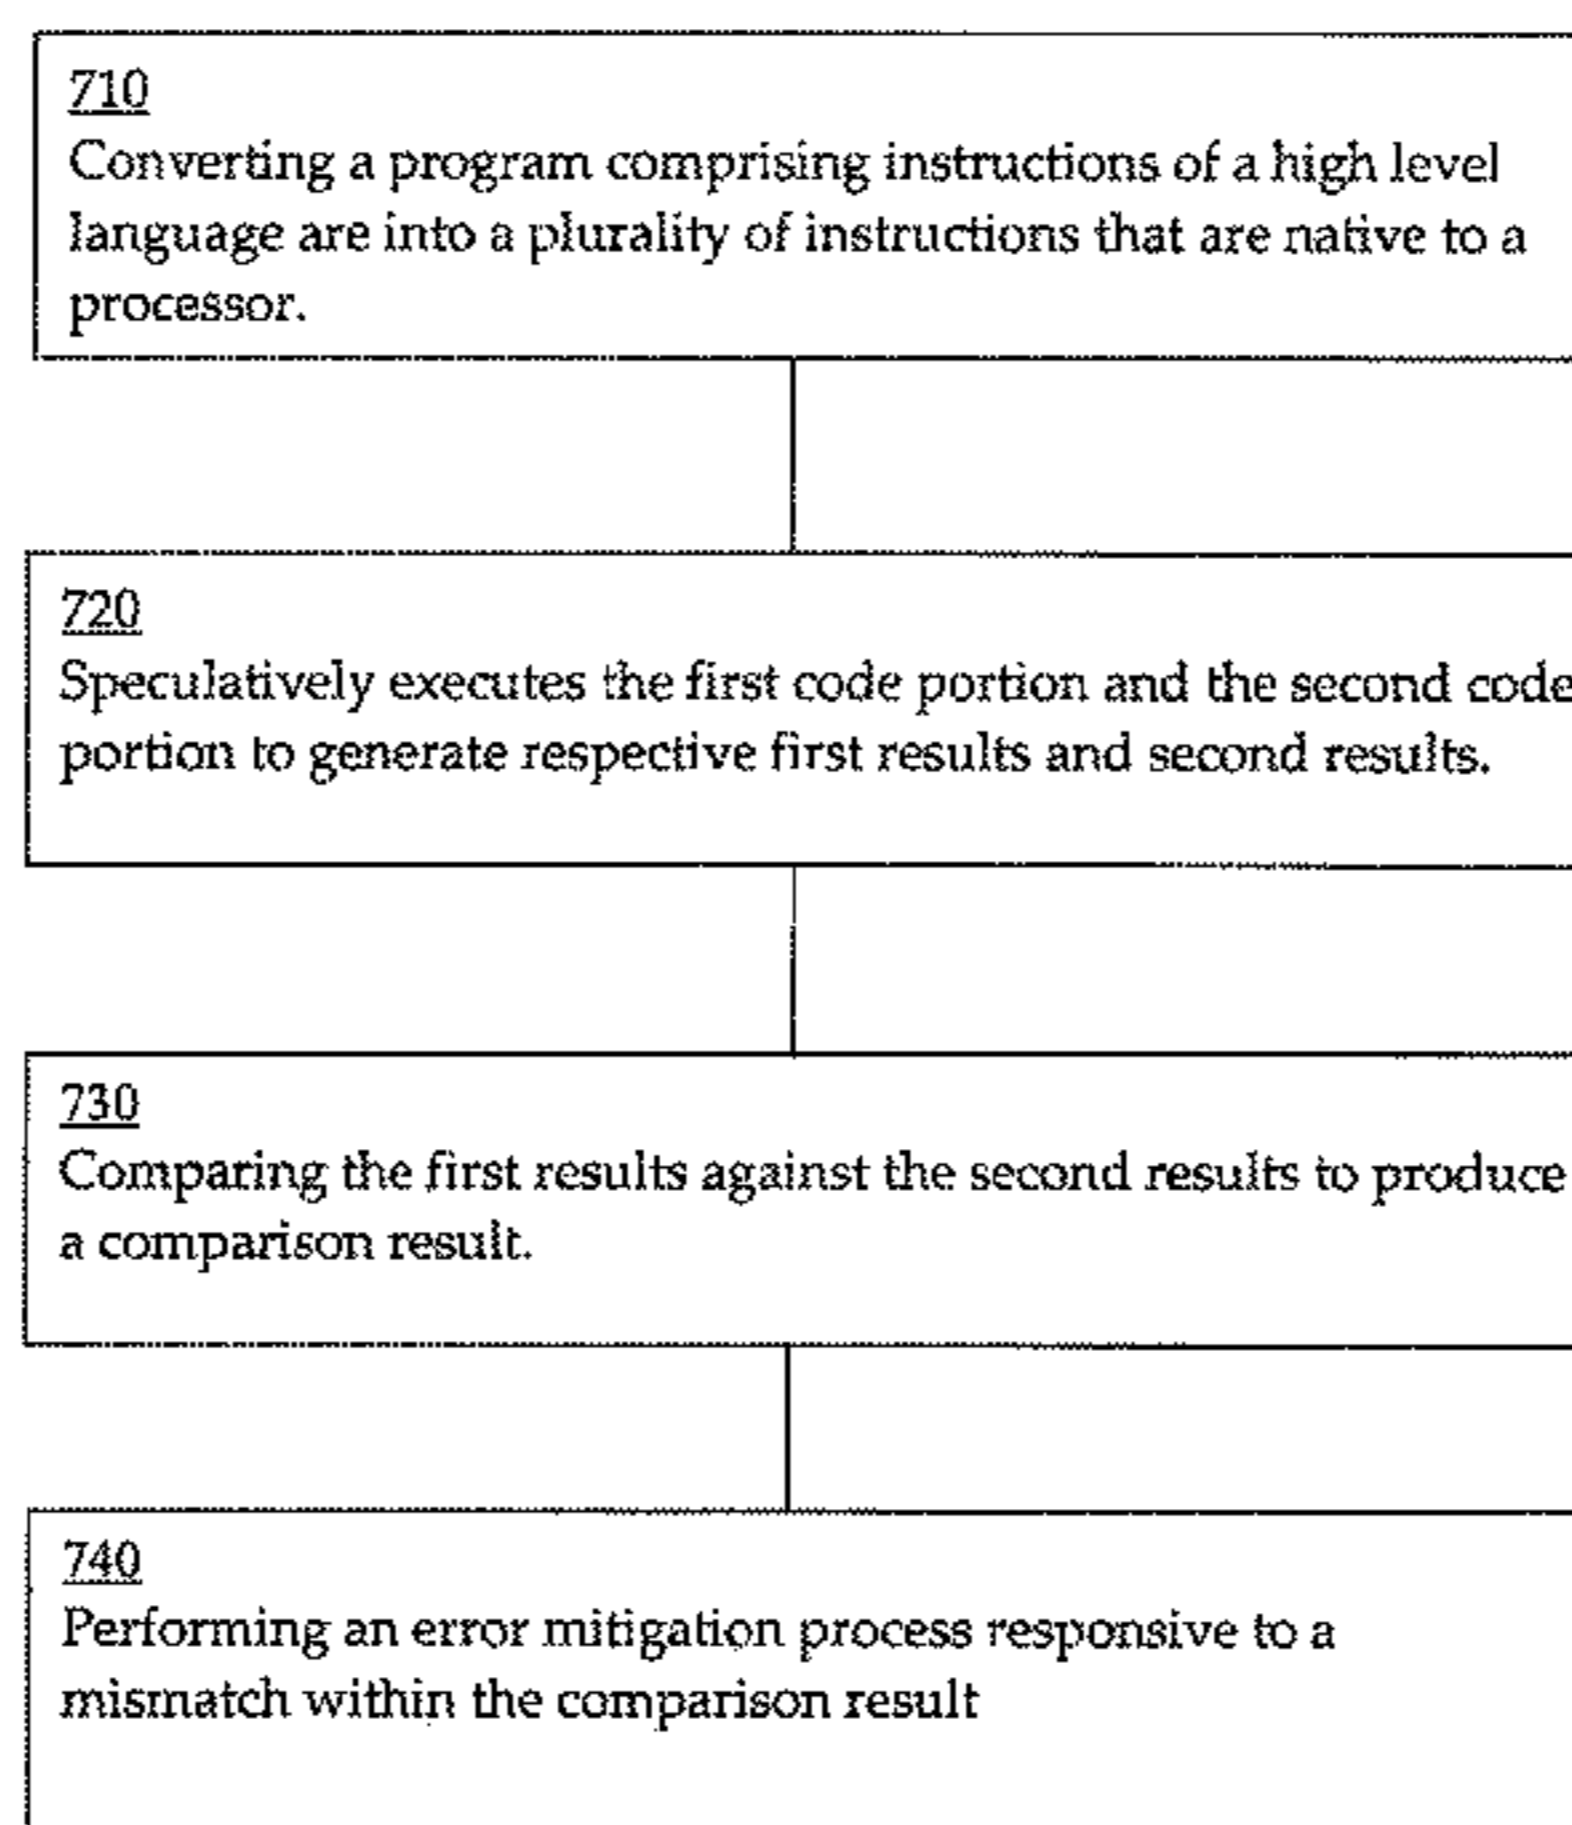 710
Converting a program comprising instructions of a high level
language are into a plurality of instructions that are native to a
processor.
720
Speculatively executes the first code portion and the second code
portion to generate respective first results and second results.
730
Comparing the first results against the second results to produce
a comparison result.
740
Performing an error mitigation process responsive to a
mismatch within the comparison result